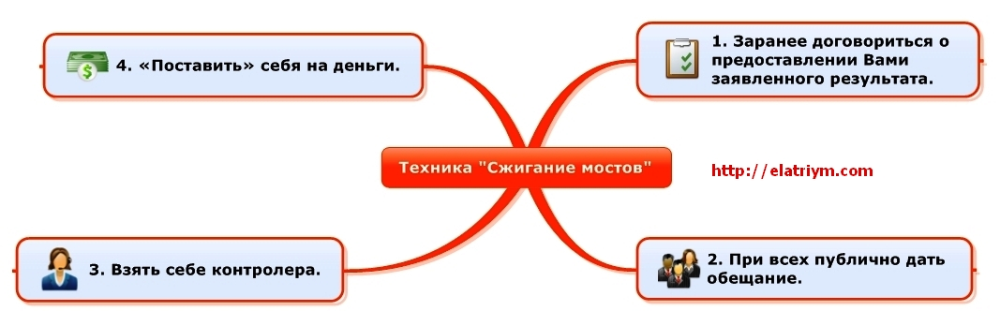 1. Заранее договориться о
предоставлении Вами
заявленного результата.
4. «Поставить» себя на деньги.
Техника "Сжигание мостов"
http://elatriym.com
2. При всех публично дать
обещание.
3. Взять себе контролера.